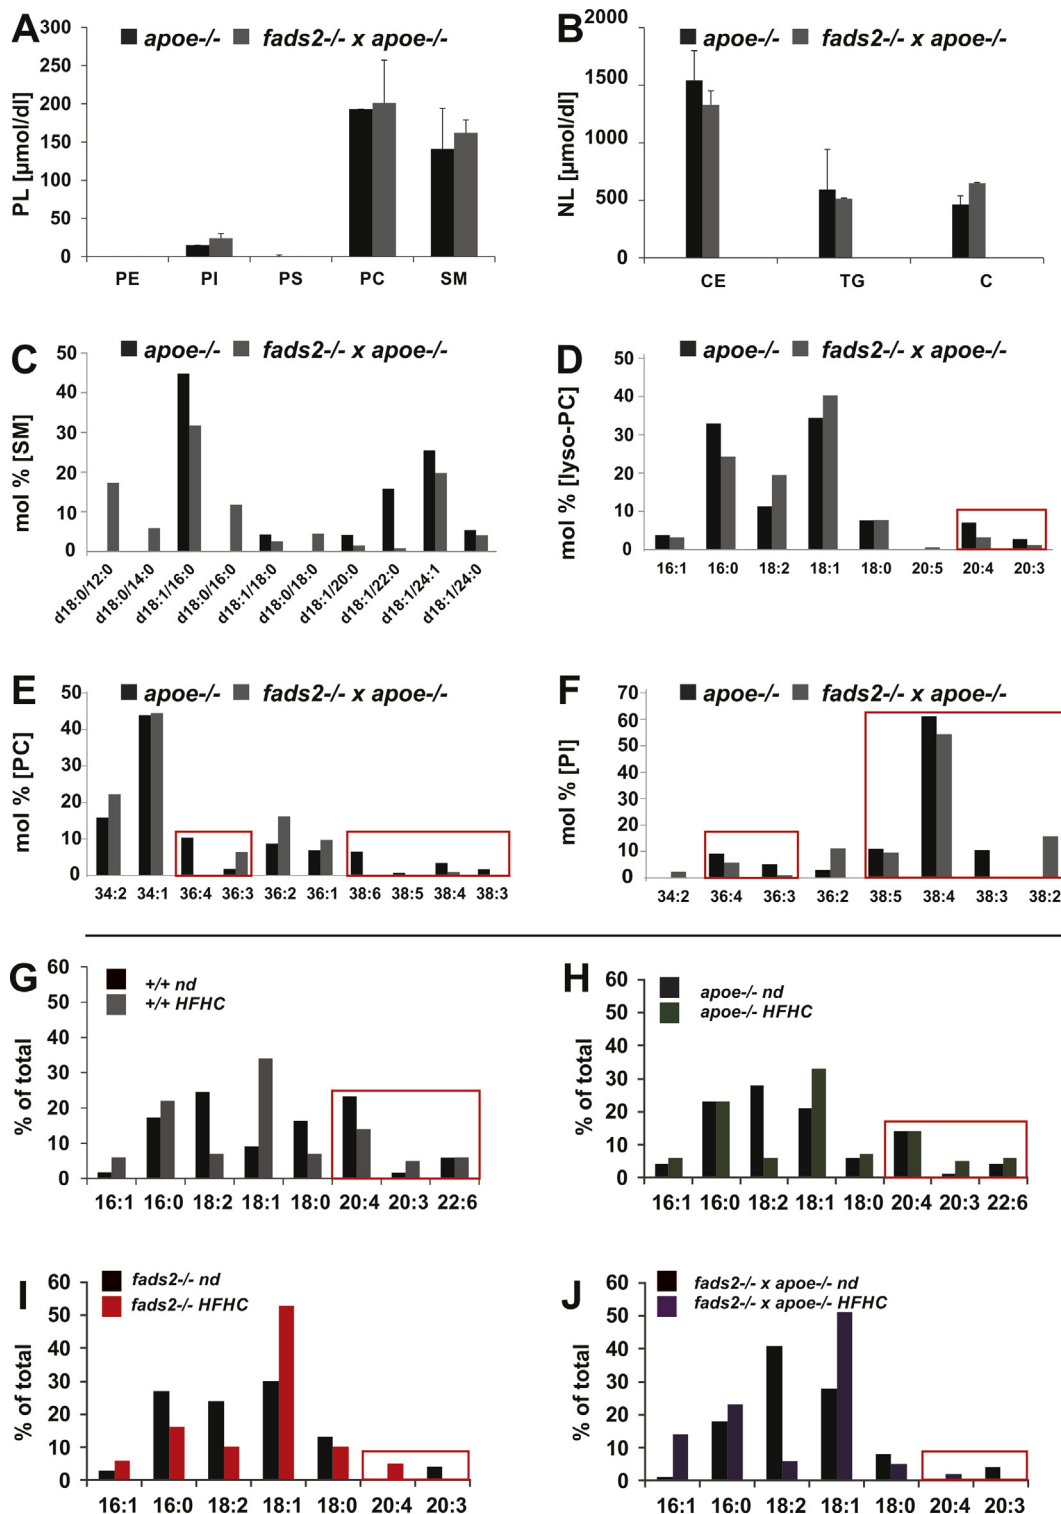 A
apoe-/- fads2-/- x apoe-/-
PL [µmol/dl]
300
250
200
150
100
50
0
PE PI PS PC SM
B
apoe-/- fads2-/- x apoe-/-
NL [µmol/dl]
2000
1500
1000
500
0
CE TG C
C
apoe-/- fads2-/- x apoe-/-
mol % [SM]
50
40
30
20
10
0
d18:0/12:0 d18:0/14:0 d18:1/16:0 d18:0/16:0 d18:1/18:0 d18:0/18:0 d18:1/20:0 d18:1/22:0 d18:1/24:1 d18:1/24:0
D
apoe-/- fads2-/- x apoe-/-
mol % [lyso-PC]
50
40
30
20
10
0
16:1 16:0 18:2 18:1 18:0 20:5 20:4 20:3
E
apoe-/- fads2-/- x apoe-/-
mol % [PC]
50
40
30
20
10
0
34:2 34:1 36:4 36:3 36:2 36:1 38:6 38:5 38:4 38:3
F
apoe-/- fads2-/- x apoe-/-
mol % [PI]
70
60
50
40
30
20
10
0
34:2 36:4 36:3 36:2 38:5 38:4 38:3 38:2
G
+/+ nd
+/+ HFHC
% of total
60
50
40
30
20
10
0
16:1 16:0 18:2 18:1 18:0 20:4 20:3 22:6
H
apoe-/- nd
apoe-/- HFHC
% of total
60
50
40
30
20
10
0
16:1 16:0 18:2 18:1 18:0 20:4 20:3 22:6
I
fads2-/- nd
fads2-/- HFHC
% of total
60
50
40
30
20
10
0
16:1 16:0 18:2 18:1 18:0 20:4 20:3
J
fads2-/- x apoe-/- nd
fads2-/- x apoe-/- HFHC
% of total
60
50
40
30
20
10
0
16:1 16:0 18:2 18:1 18:0 20:4 20:3